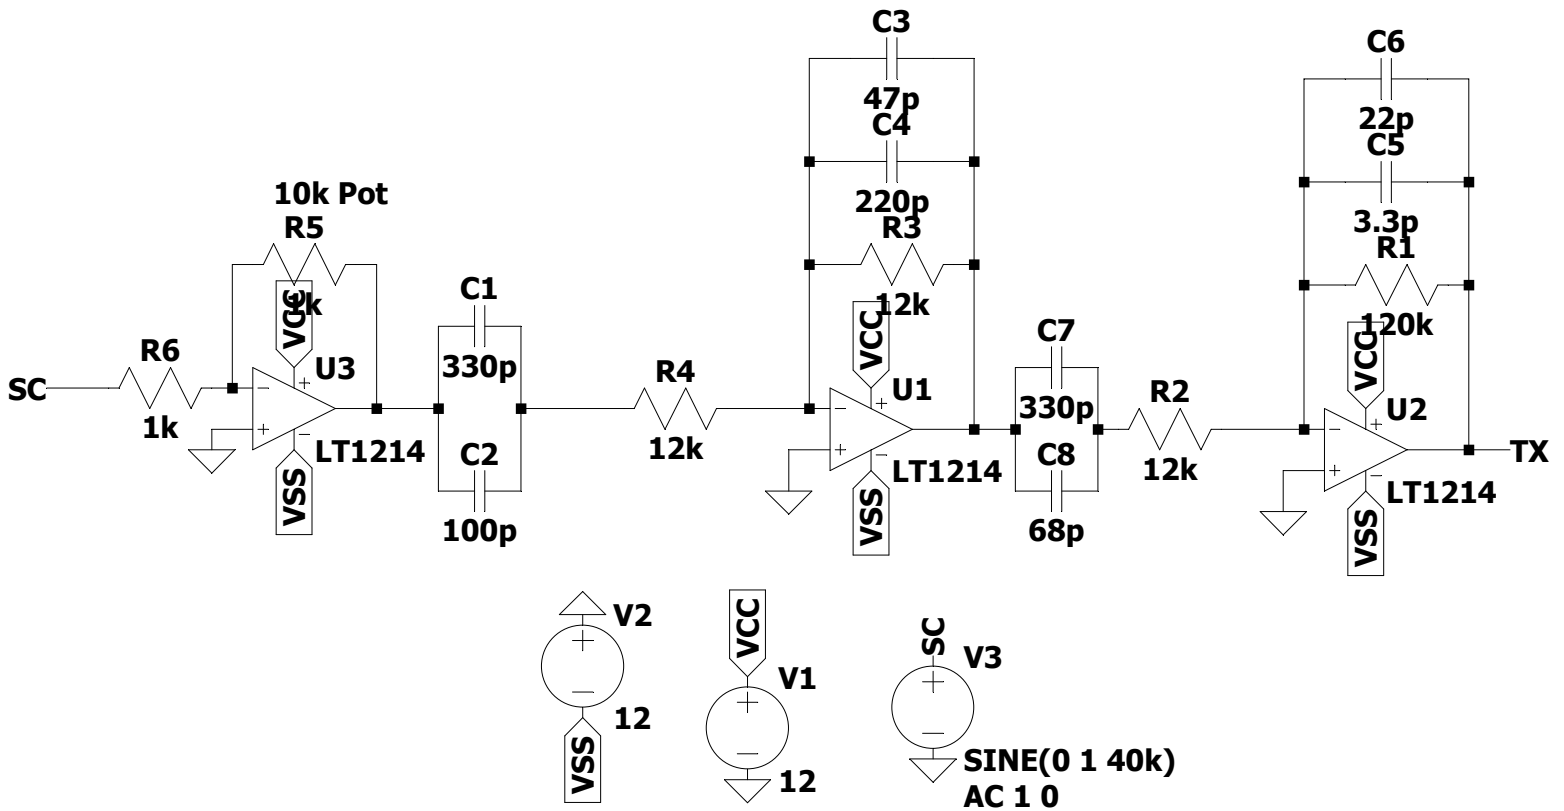 C3
47p
C4
220p
R3
12k
C6
22p
C5
3.3p
R1
120k
10k Pot
R5
1k
VCC
R6
1k
SC
U3
LT1214
VSS
C1
330p
C2
100p
R4
12k
VCC
U1
LT1214
VSS
C7
330p
C8
68p
R2
12k
VCC
U2
LT1214
VSS
TX
V2
12
VSS
VCC
V1
12
SC
V3
SINE(0 1 40k)
AC 1 0